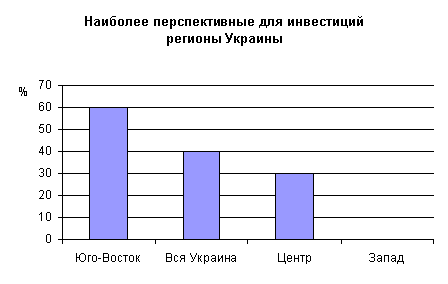 Наиболее перспективные для инвестиций
регионы Украины
%
70
60
50
40
30
20
10
0
Юго-Восток
Вся Украина
Центр
Запад